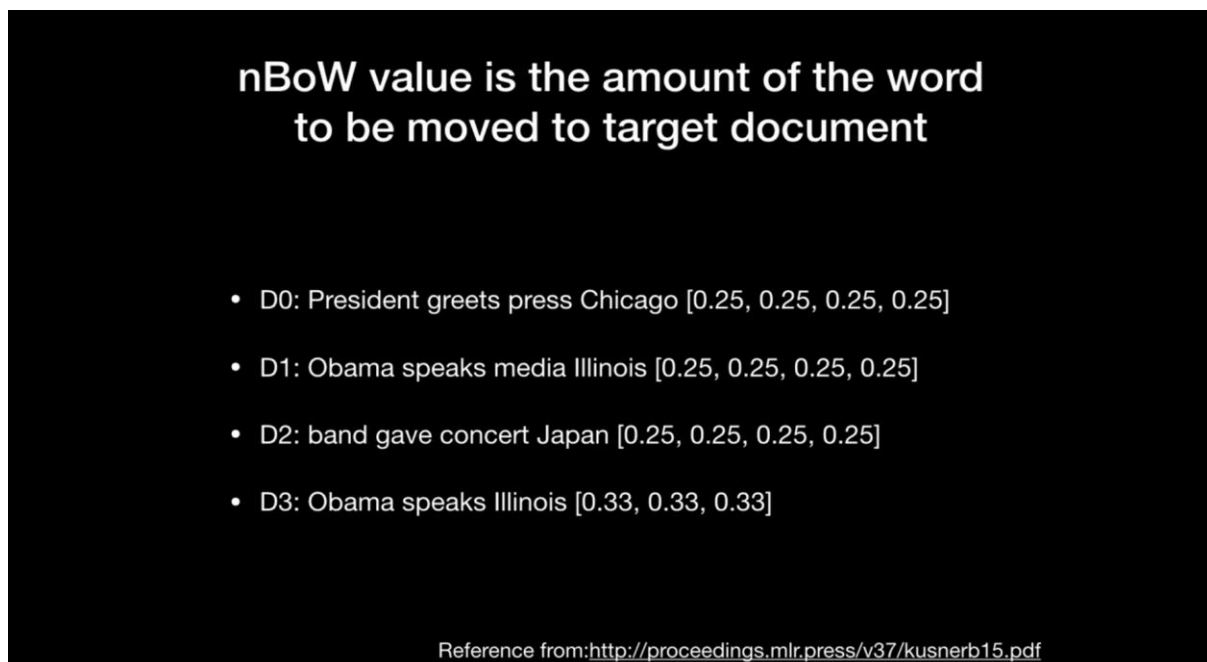 nBoW value is the amount of the word
to be moved to target document
• D0: President greets press Chicago [0.25, 0.25, 0.25, 0.25]
• D1: Obama speaks media Illinois [0.25, 0.25, 0.25, 0.25]
• D2: band gave concert Japan [0.25, 0.25, 0.25, 0.25]
• D3: Obama speaks Illinois [0.33, 0.33, 0.33]
Reference from:http://proceedings.mlr.press/v37/kusnerb15.pdf